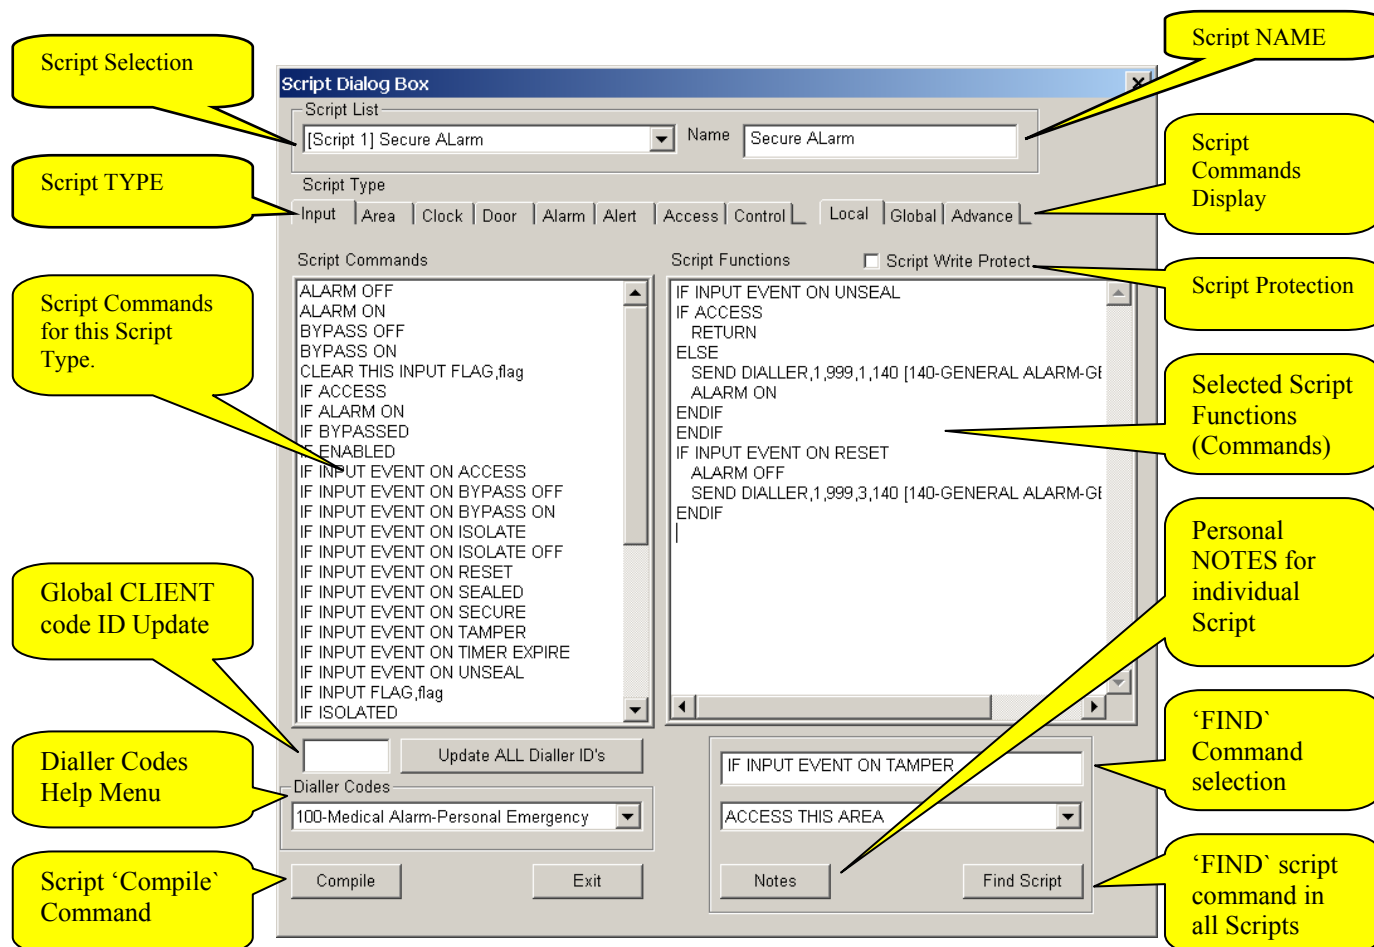 Script Selection
Script NAME
Script Dialog Box
Script List
[Script 1] Secure ALarm
Name
Secure ALarm
Script
Commands
Display
Script TYPE
Script Type
Input
Area
Clock
Door
Alarm
Alert
Access
Control
Local
Global
Advance
Script Commands
Script Functions
Script Write Protect
Script Protection
Script Commands
for this Script
Type.
ALARM OFF
ALARM ON
BYPASS OFF
BYPASS ON
CLEAR THIS INPUT FLAG,flag
IF ACCESS
IF ALARM ON
IF BYPASSED
IF ENABLED
IF INPUT EVENT ON ACCESS
IF INPUT EVENT ON BYPASS OFF
IF INPUT EVENT ON BYPASS ON
IF INPUT EVENT ON ISOLATE
IF INPUT EVENT ON ISOLATE OFF
IF INPUT EVENT ON RESET
IF INPUT EVENT ON SEALED
IF INPUT EVENT ON SECURE
IF INPUT EVENT ON TAMPER
IF INPUT EVENT ON TIMER EXPIRE
IF INPUT EVENT ON UNSEAL
IF INPUT FLAG,flag
IF ISOLATED
IF INPUT EVENT ON UNSEAL
IF ACCESS
RETURN
ELSE
SEND DIALLER,1,999,1,140 [140-GENERAL ALARM-GE
ALARM ON
ENDIF
ENDIF
IF INPUT EVENT ON RESET
ALARM OFF
SEND DIALLER,1,999,3,140 [140-GENERAL ALARM-GE
ENDIF
Selected Script
Functions
(Commands)
Personal
NOTES for
individual
Script
Global CLIENT
code ID Update
Update ALL Dialler ID's
Dialler Codes
Help Menu
Dialler Codes
100-Medical Alarm-Personal Emergency
IF INPUT EVENT ON TAMPER
ACCESS THIS AREA
‘FIND`
Command
selection
Script ‘Compile`
Command
Compile
Exit
Notes
Find Script
‘FIND` script
command in
all Scripts